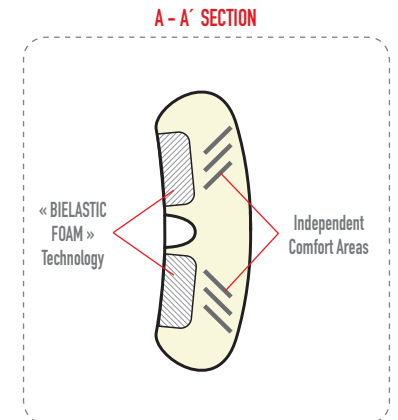 A – A´ SECTION
« BIELASTIC
FOAM »
Technology
Independent
Comfort Areas